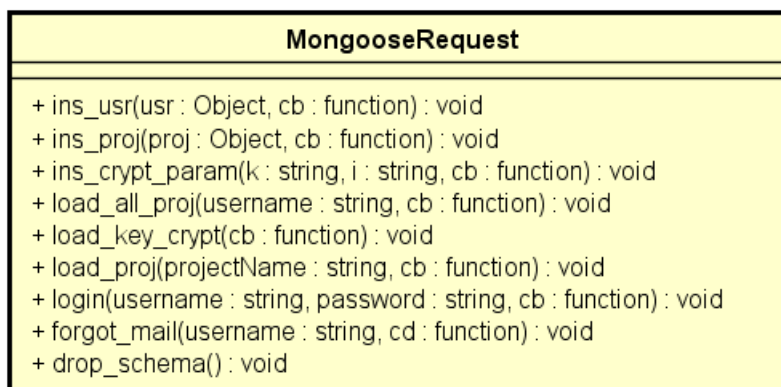 MongooseRequest
+ ins_usr(usr : Object, cb : function) : void
+ ins_proj(proj : Object, cb : function) : void
+ ins_crypt_param(k : string, i : string, cb : function) : void
+ load_all_proj(username : string, cb : function) : void
+ load_key_crypt(cb : function) : void
+ load_proj(projectName : string, cb : function) : void
+ login(username : string, password : string, cb : function) : void
+ forgot_mail(username : string, cd : function) : void
+ drop_schema() : void